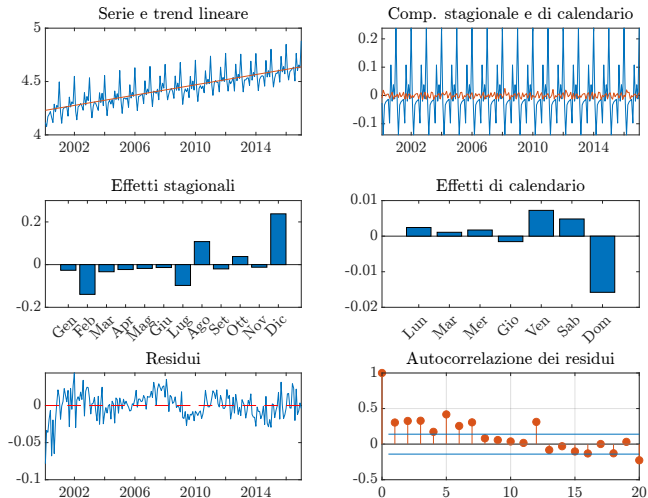 Serie e trend lineare
5
4.5
4
2002 2006 2010 2014
Comp. stagionale e di calendario
0.2
0.1
0
-0.1
2002 2006 2010 2014
Effetti stagionali
0.2
0
-0.2
Gen Feb Mar Apr Mag Giu Lug Ago Set Ott Nov Dic
Effetti di calendario
0.01
0
-0.01
-0.02
Lun Mar Mer Gio Ven Sab Dom
Residui
0
-0.05
-0.1
2002 2006 2010 2014
Autocorrelazione dei residui
1
0.5
0
-0.5
0 5 10 15 20